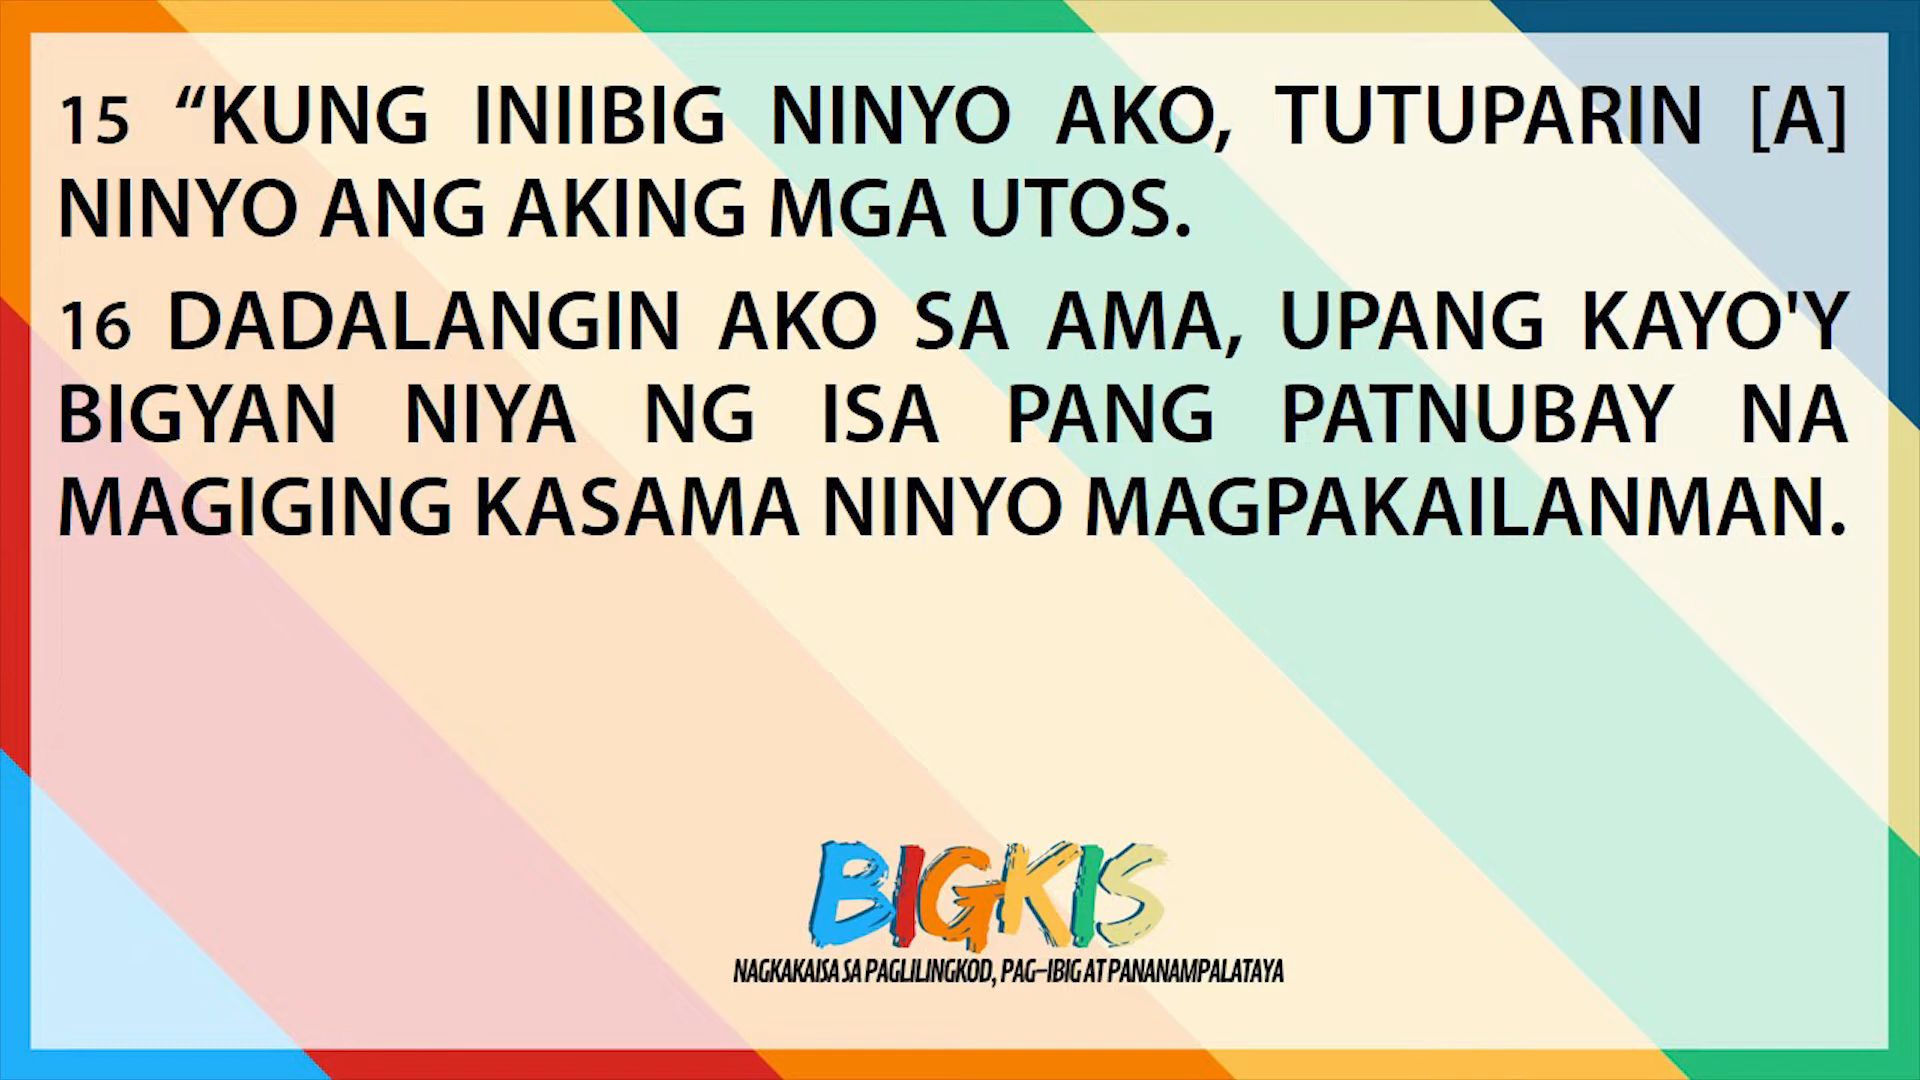 15 “KUNG INIIBIG NINYO AKO, TUTUPARIN [A]
NINYO ANG AKING MGA UTOS.
16 DADALANGIN AKO SA AMA, UPANG KAYO'Y
BIGYAN NIYA NG ISA PANG PATNUBAY NA
MAGIGING KASAMA NINYO MAGPAKAILANMAN.
BIGKIS
NAGKAKAISA SA PAGLILINGKOD, PAG-IBIG AT PANANAMPALATAYA